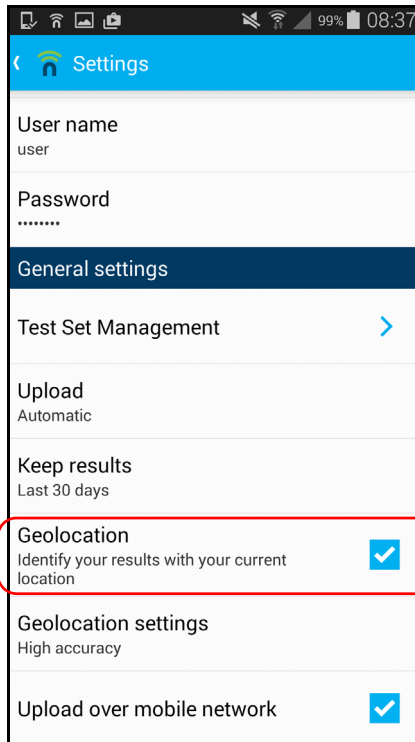 99% 08:37
Settings
User name
user
Password
••••••••
General settings
Test Set Management
Upload
Automatic
Keep results
Last 30 days
Geolocation
Identify your results with your current
location
Geolocation settings
High accuracy
Upload over mobile network